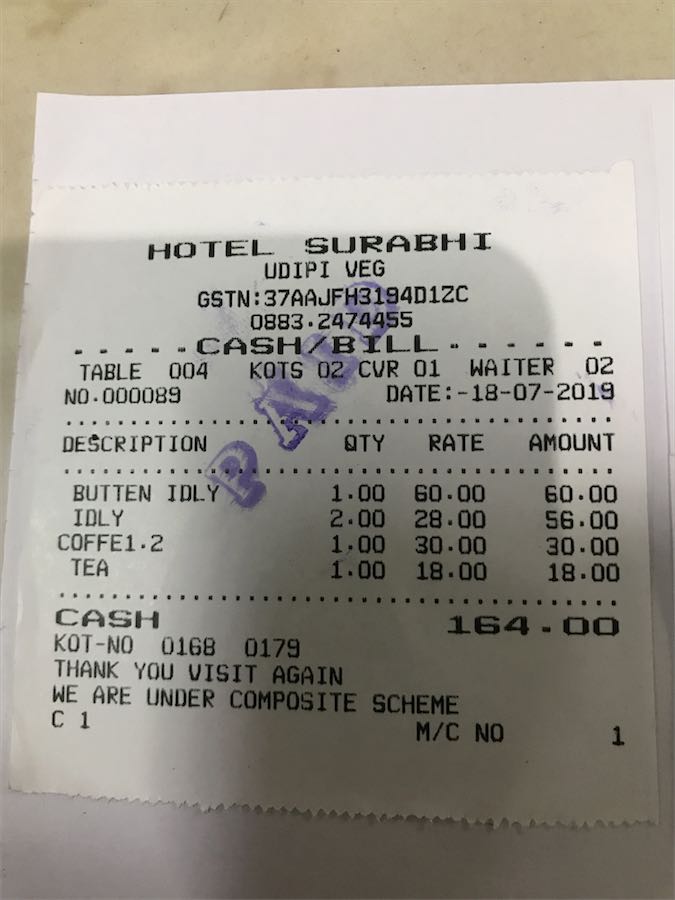 HOTEL SURABHI
UDIPI VEG
GSTN:37AAJFH3194D1ZC
0883.2474455
- - - - - CASH/BILL - - - - - -
TABLE 004 KOTS 02 CVR 01 WAITER 02
NO.000089 DATE:-18-07-2019
DESCRIPTION QTY RATE AMOUNT
BUTTEN IDLY 1.00 60.00 60.00
IDLY 2.00 28.00 56.00
COFFE1.2 1.00 30.00 30.00
TEA 1.00 18.00 18.00
CASH 164.00
KOT-NO 0168 0179
THANK YOU VISIT AGAIN
WE ARE UNDER COMPOSITE SCHEME
C 1 M/C NO 1
PAID